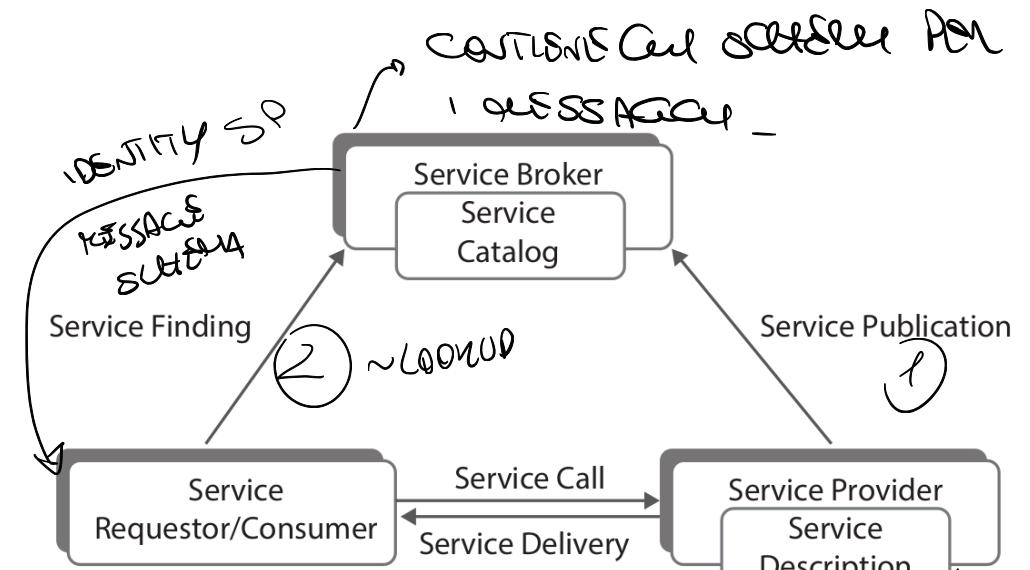 CONTIENE GLI SCHEMI PER
I MESSAGGI
IDENTITY SP
Service Broker
MESSAGE
SCHEMA
Service
Catalog
Service Finding
Service Publication
2
~LOOKUP
1
Service
Requestor/Consumer
Service Call
Service Delivery
Service Provider
Service
Description